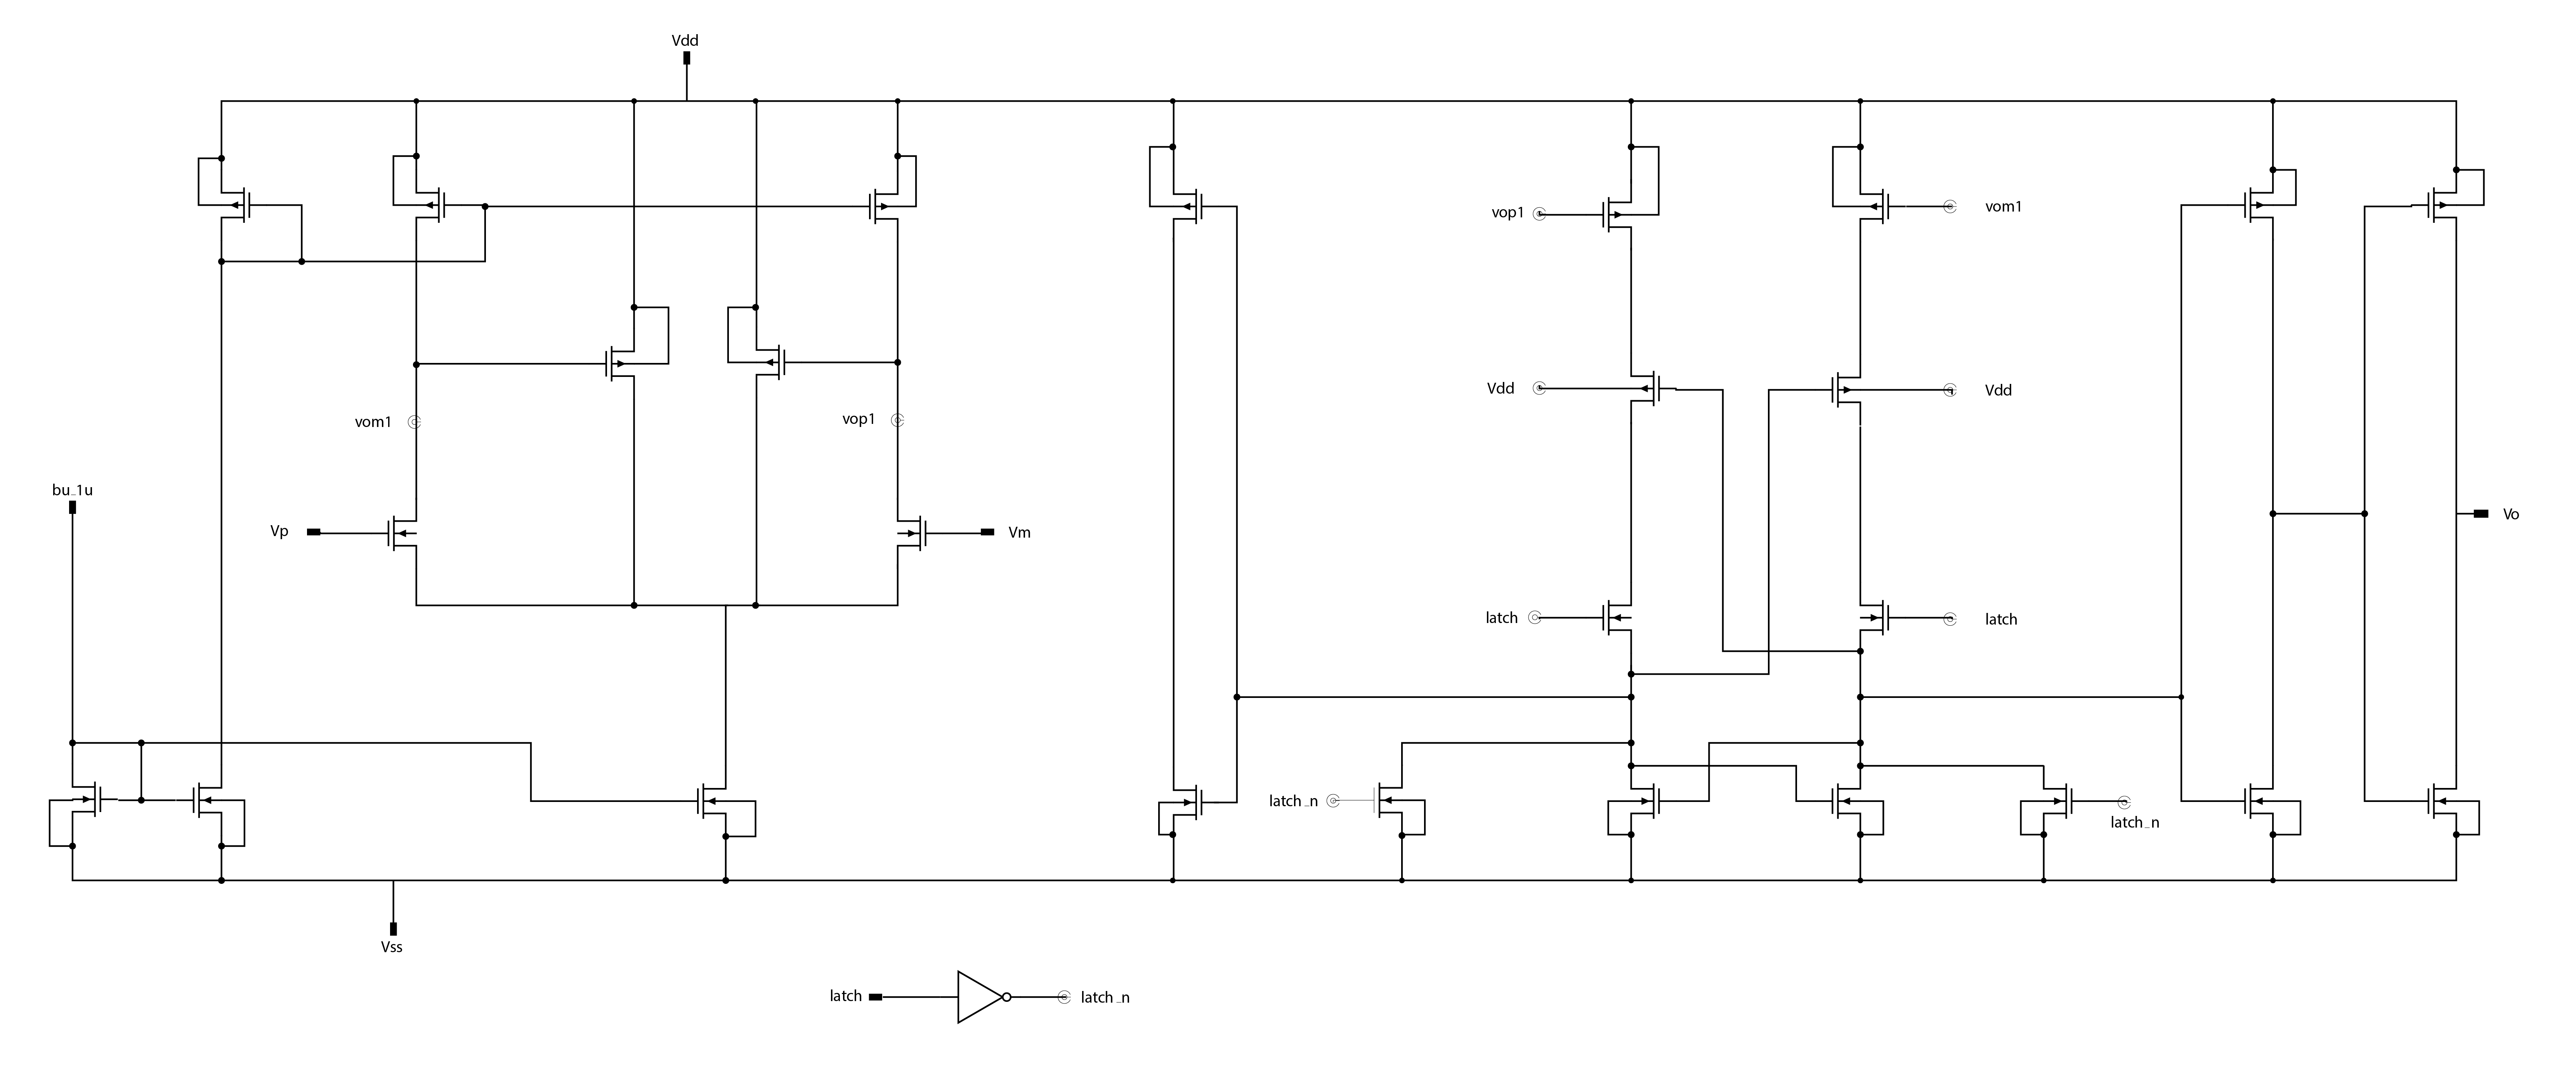 Vdd
vop1
vom1
Vdd
Vdd
vom1
vop1
bu_1u
Vp
Vm
Vo
latch
latch
latch_n
latch_n
Vss
latch
latch_n